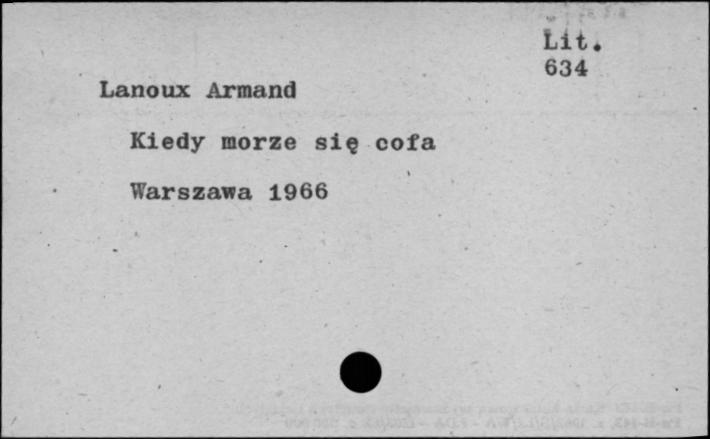 Lit.
634
Lanoux Armand
Kiedy morze się cofa
Warszawa 1966